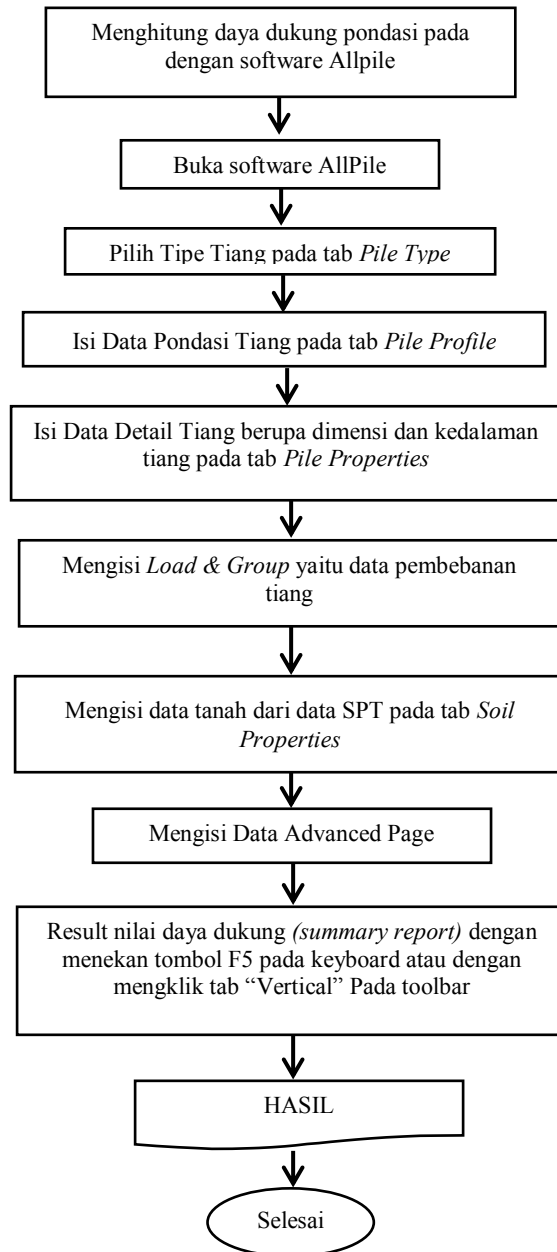 Menghitung daya dukung pondasi pada
dengan software Allpile
Buka software AllPile
Pilih Tipe Tiang pada tab Pile Type
Isi Data Pondasi Tiang pada tab Pile Profile
Isi Data Detail Tiang berupa dimensi dan kedalaman
tiang pada tab Pile Properties
Mengisi Load & Group yaitu data pembebanan
tiang
Mengisi data tanah dari data SPT pada tab Soil
Properties
Mengisi Data Advanced Page
Result nilai daya dukung (summary report) dengan
menekan tombol F5 pada keyboard atau dengan
mengklik tab “Vertical” Pada toolbar
HASIL
Selesai